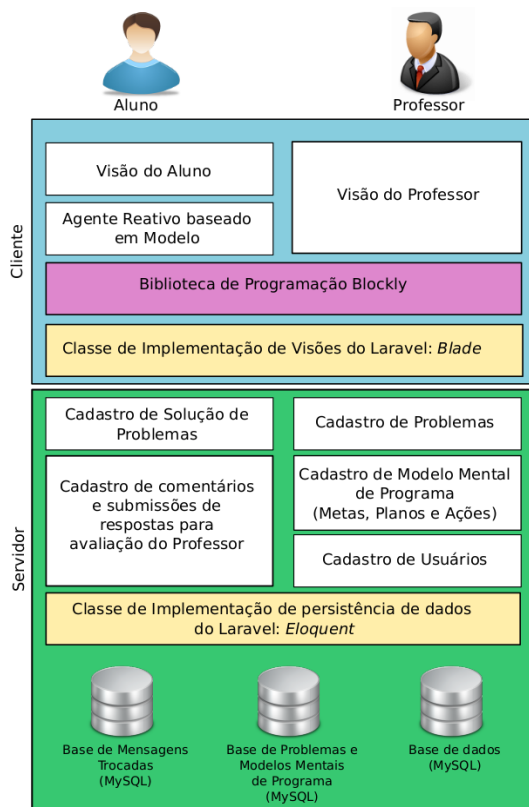 Aluno
Professor
Cliente
Visão do Aluno
Agente Reativo baseado
em Modelo
Visão do Professor
Biblioteca de Programação Blockly
Classe de Implementação de Visões do Laravel: Blade
Servidor
Cadastro de Solução de
Problemas
Cadastro de comentários
e submissões de
respostas para
avaliação do Professor
Cadastro de Problemas
Cadastro de Modelo Mental
de Programa
(Metas, Planos e Ações)
Cadastro de Usuários
Classe de Implementação de persistência de dados
do Laravel: Eloquent
Base de Mensagens
Trocadas
(MySQL)
Base de Problemas e
Modelos Mentais
de Programa
(MySQL)
Base de dados
(MySQL)